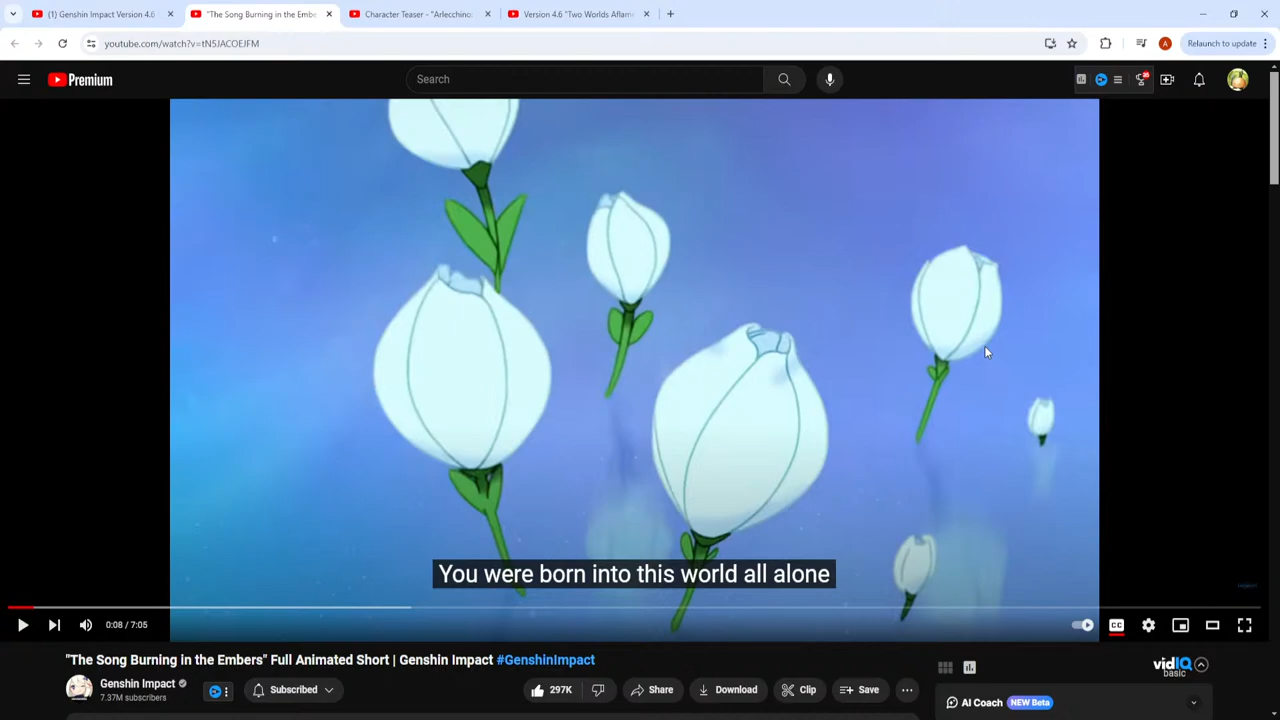 (1) Genshin Impact Version 4.6
"The Song Burning in the Embe
Character Teaser - "Arlecchino:
Version 4.6 "Two Worlds Aflam
youtube.com/watch?v=tN5JACOEJFM
A
Relaunch to update
Premium
Search
You were born into this world all alone
0:08 / 7:05
CC
"The Song Burning in the Embers" Full Animated Short | Genshin Impact #GenshinImpact
Genshin Impact
7.37M subscribers
Subscribed
297K
Share
Download
Clip
Save
vidIQ
basic
AI Coach NEW Beta